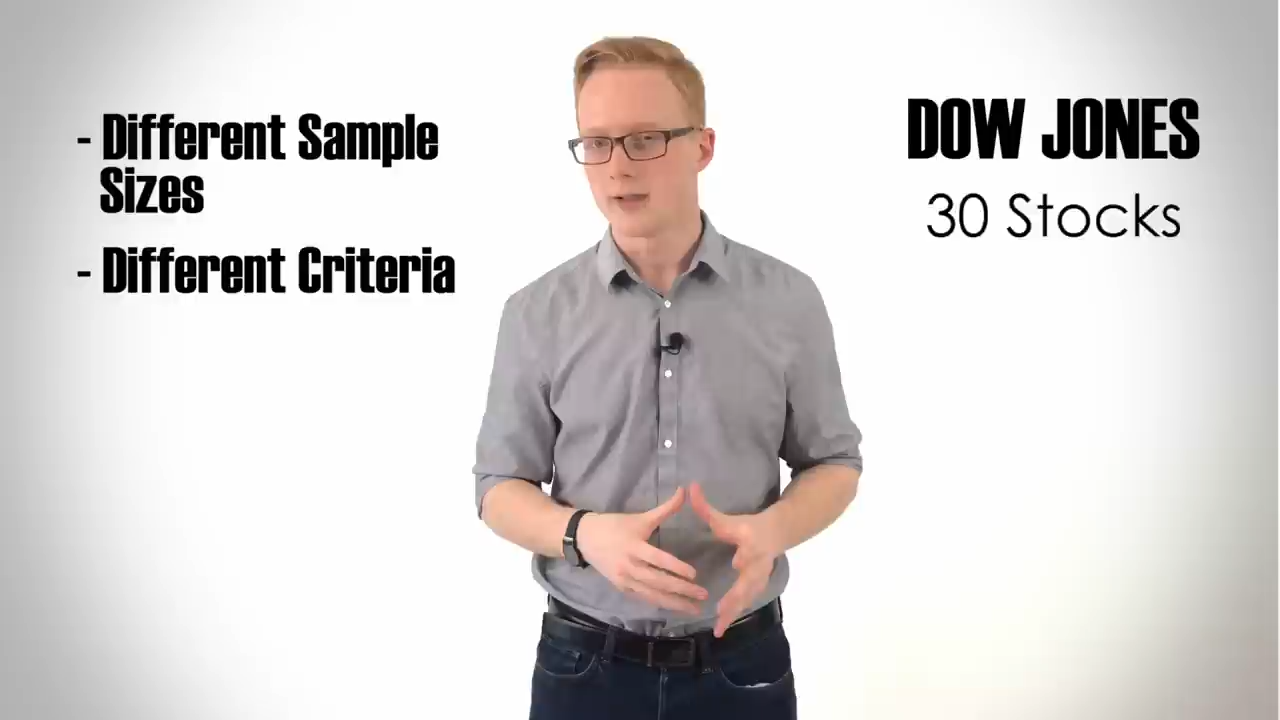 - Different Sample
Sizes
- Different Criteria
DOW JONES
30 Stocks